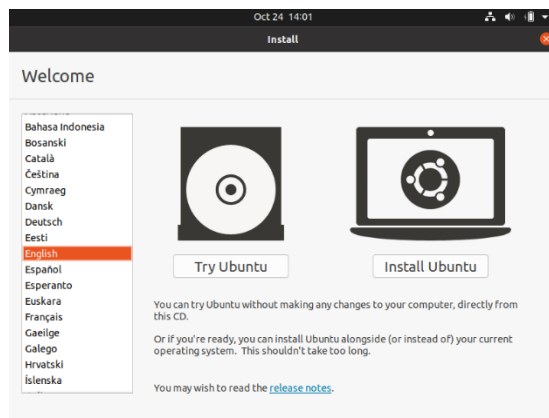 Oct 24 14:01
Install
Welcome
Bahasa Indonesia
Bosanski
Català
Čeština
Cymraeg
Dansk
Deutsch
Eesti
English
Español
Esperanto
Euskara
Français
Gaeilge
Galego
Hrvatski
Íslenska
Try Ubuntu
Install Ubuntu
You can try Ubuntu without making any changes to your computer, directly from
this CD.
Or if you're ready, you can install Ubuntu alongside (or instead of) your current
operating system. This shouldn't take too long.
You may wish to read the release notes.